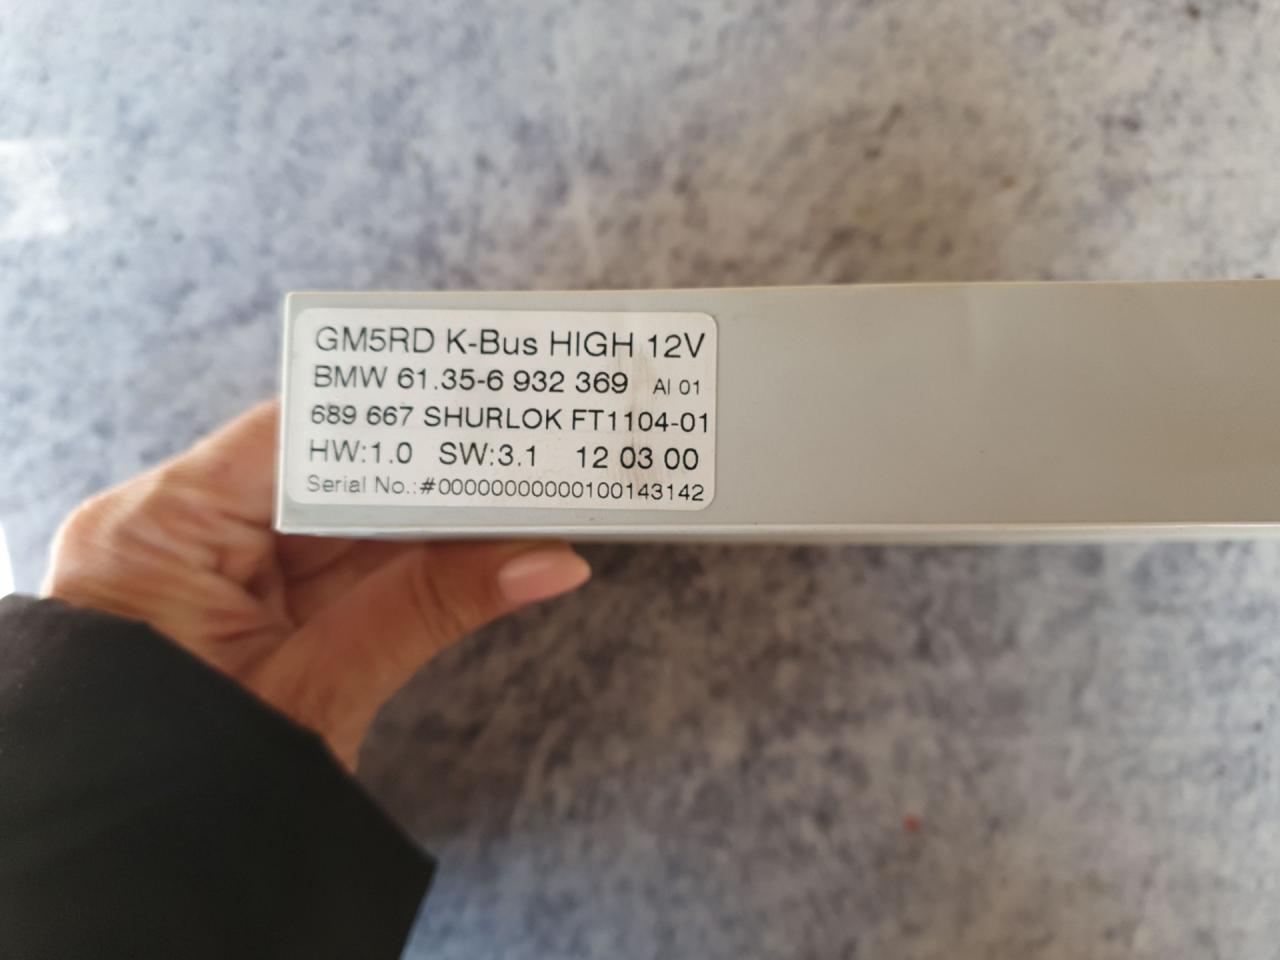 GM5RD K-Bus HIGH 12V
BMW 61.35-6 932 369 AI 01
689 667 SHURLOK FT1104-01
HW:1.0 SW:3.1 12 03 00
Serial No.:#00000000000100143142